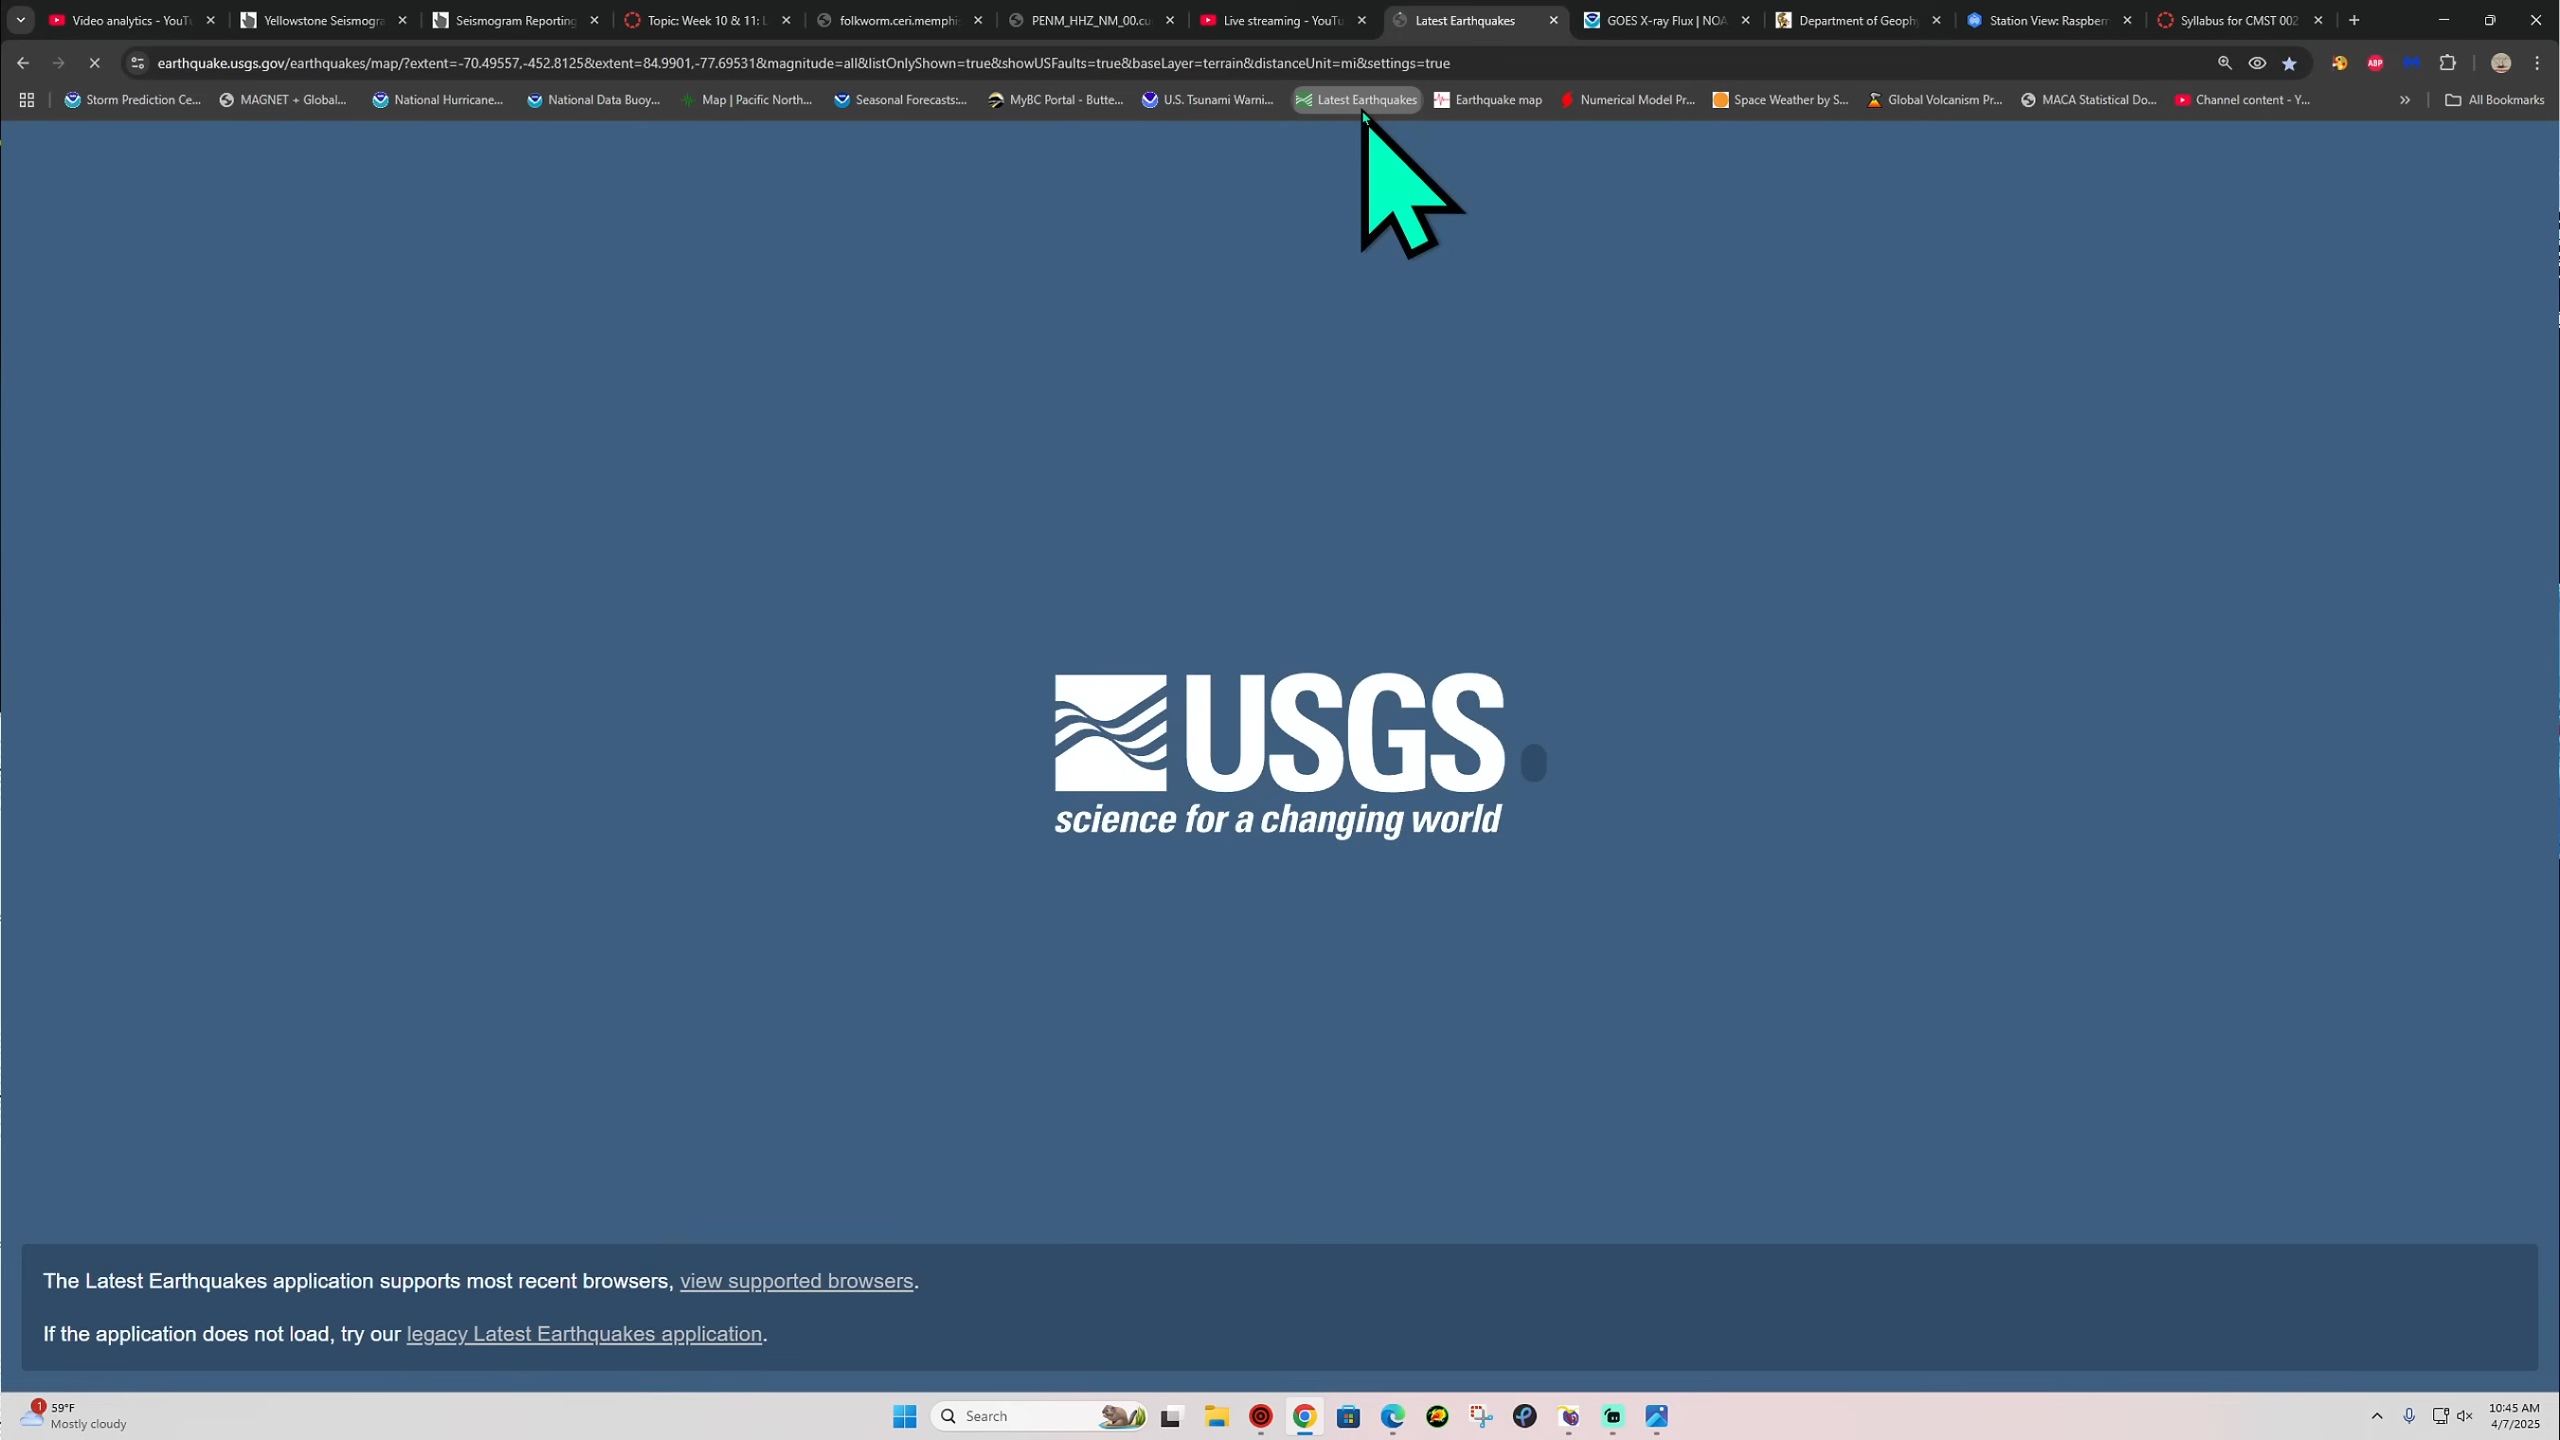 Video analytics - YouTu
Yellowstone Seismogra
Seismogram Reporting
Topic: Week 10 & 11: L
folkworm.ceri.memphi
PENM_HHZ_NM_00.cu
Live streaming - YouTu
Latest Earthquakes
GOES X-ray Flux | NOA
Department of Geophy
Station View: Raspberr
Syllabus for CMST 002
earthquake.usgs.gov/earthquakes/map/?extent=-70.49557,-452.8125&extent=84.9901,-77.69531&magnitude=all&listOnlyShown=true&showUSFaults=true&baseLayer=terrain&distanceUnit=mi&settings=true
ABP
Storm Prediction Ce...
MAGNET + Global...
National Hurricane...
National Data Buoy...
Map | Pacific North...
Seasonal Forecasts:...
MyBC Portal - Butte...
U.S. Tsunami Warni...
Latest Earthquakes
Earthquake map
Numerical Model Pr...
Space Weather by S...
Global Volcanism Pr...
MACA Statistical Do...
Channel content - Y...
All Bookmarks
USGS
science for a changing world
The Latest Earthquakes application supports most recent browsers, view supported browsers.
If the application does not load, try our legacy Latest Earthquakes application.
1
59°F
Mostly cloudy
Search
10:45 AM
4/7/2025